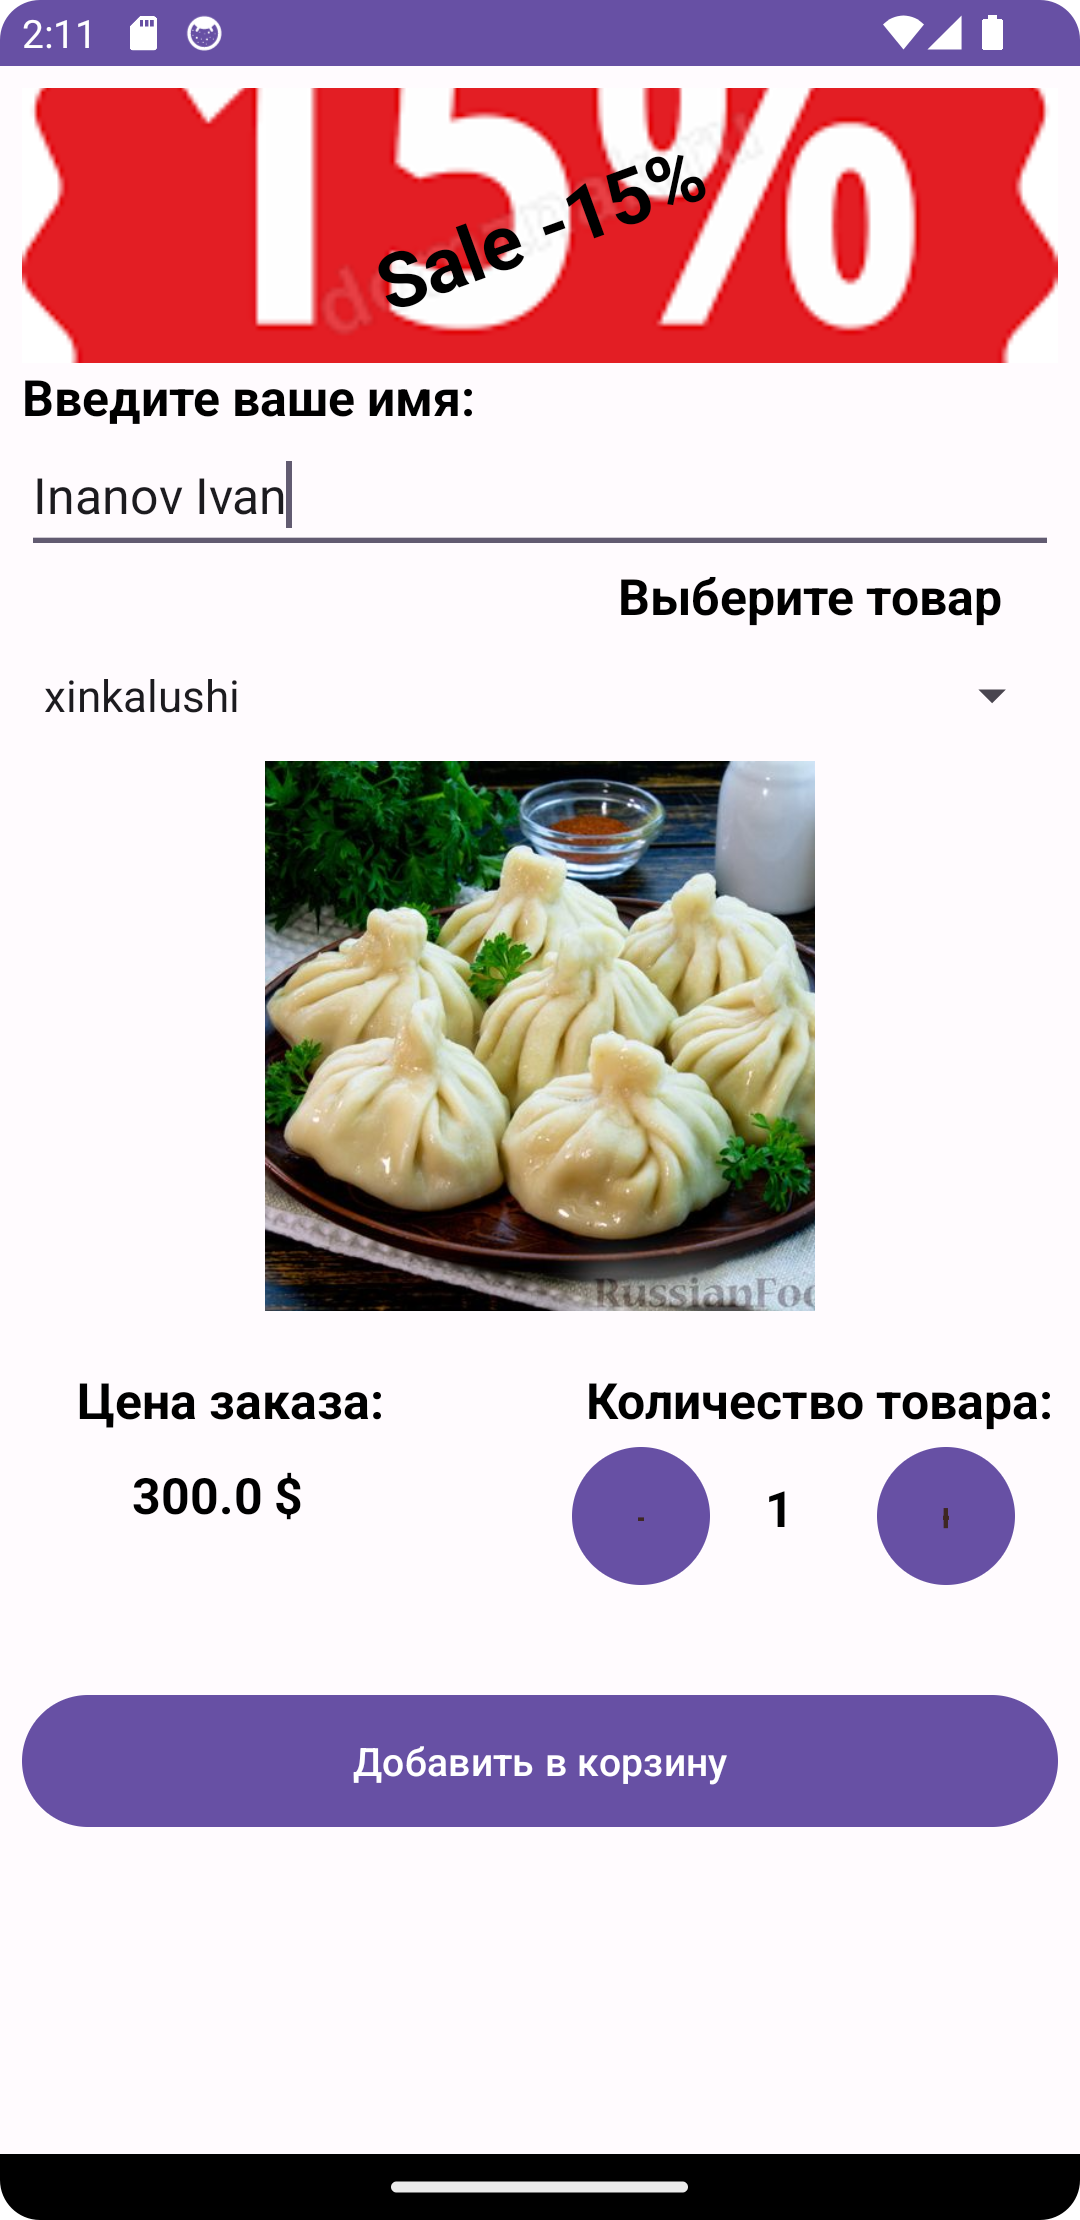 2:11
15%
Sale -15%
Введите ваше имя:
Inanov Ivan
Выберите товар
xinkalushi
RussianFoo
Цена заказа:
Количество товара:
300.0 $
-
1
Добавить в корзину